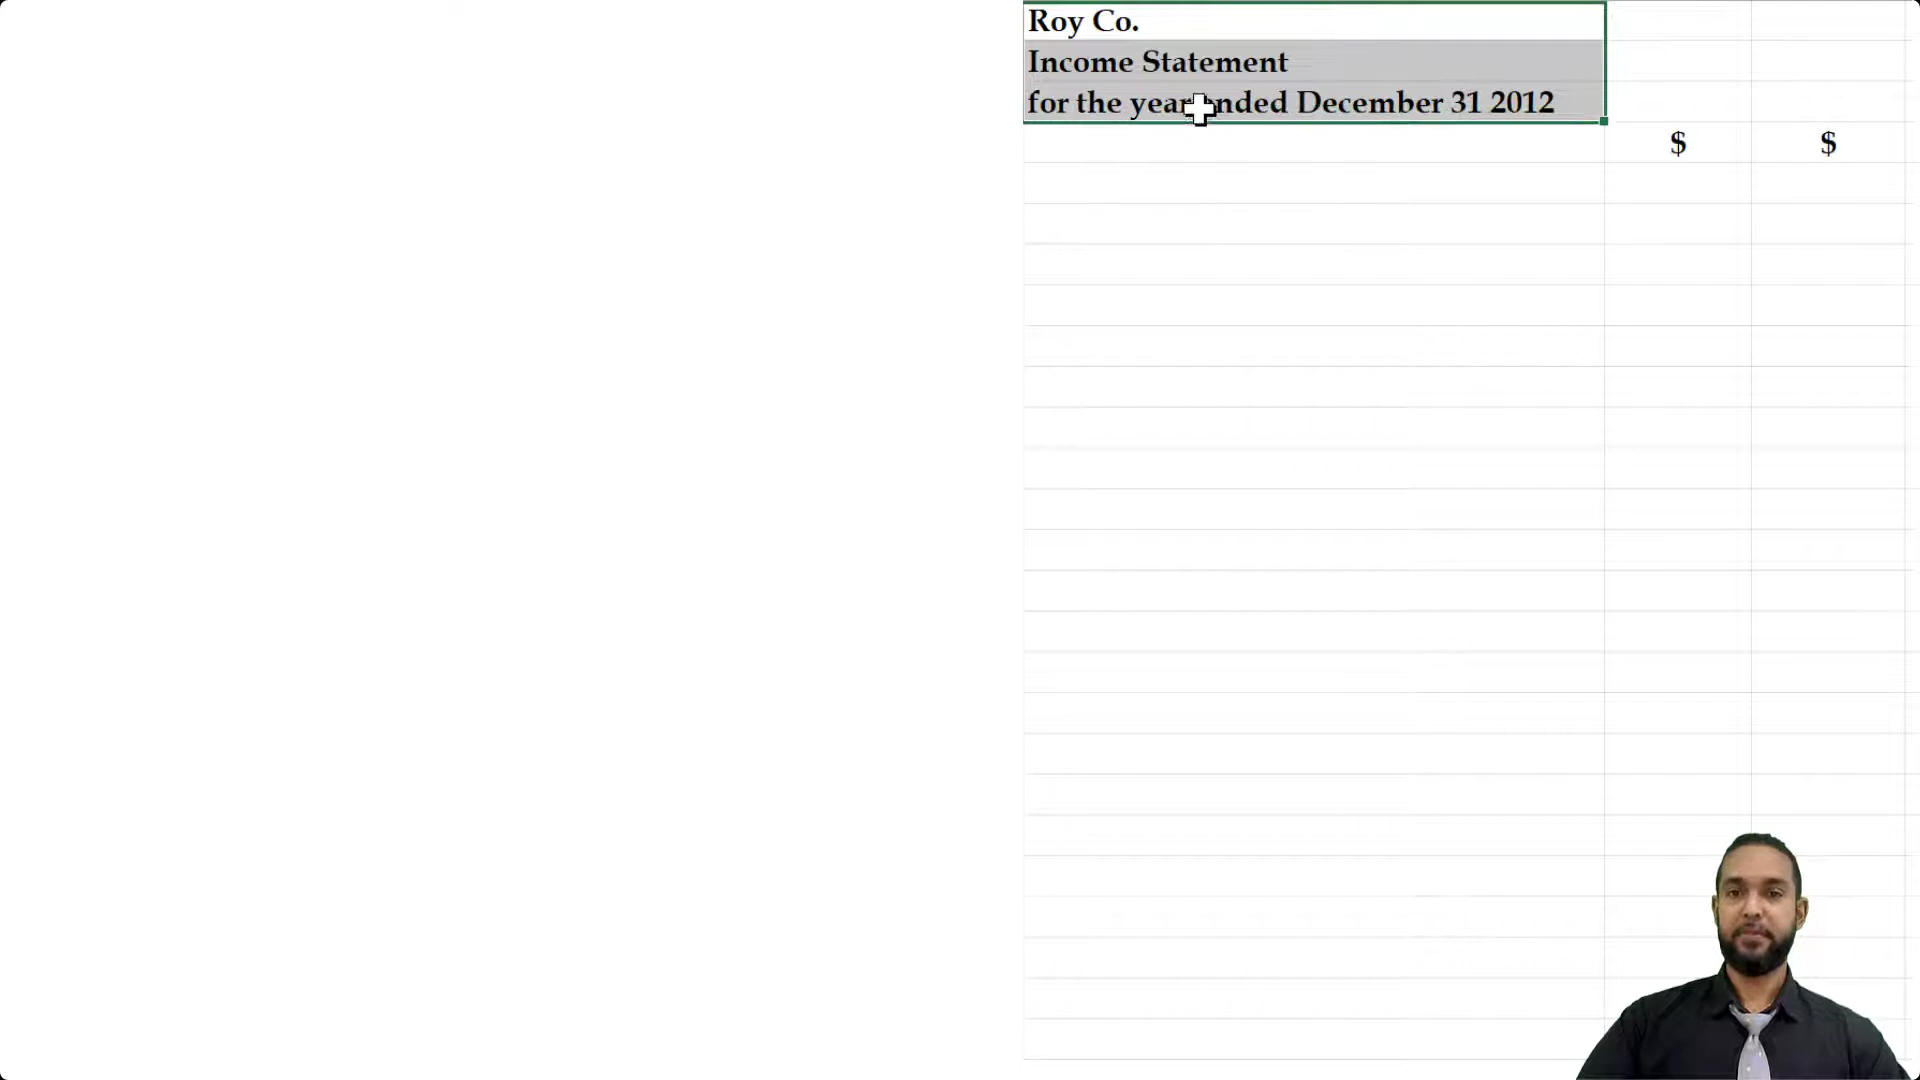 Roy Co.
Income Statement
for the year ended December 31 2012
$ $